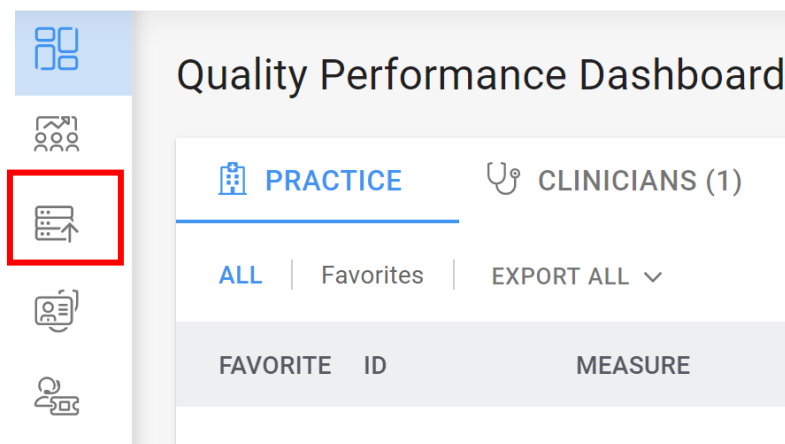 Quality Performance Dashboard
PRACTICE CLINICIANS (1)
ALL Favorites EXPORT ALL
FAVORITE ID MEASURE